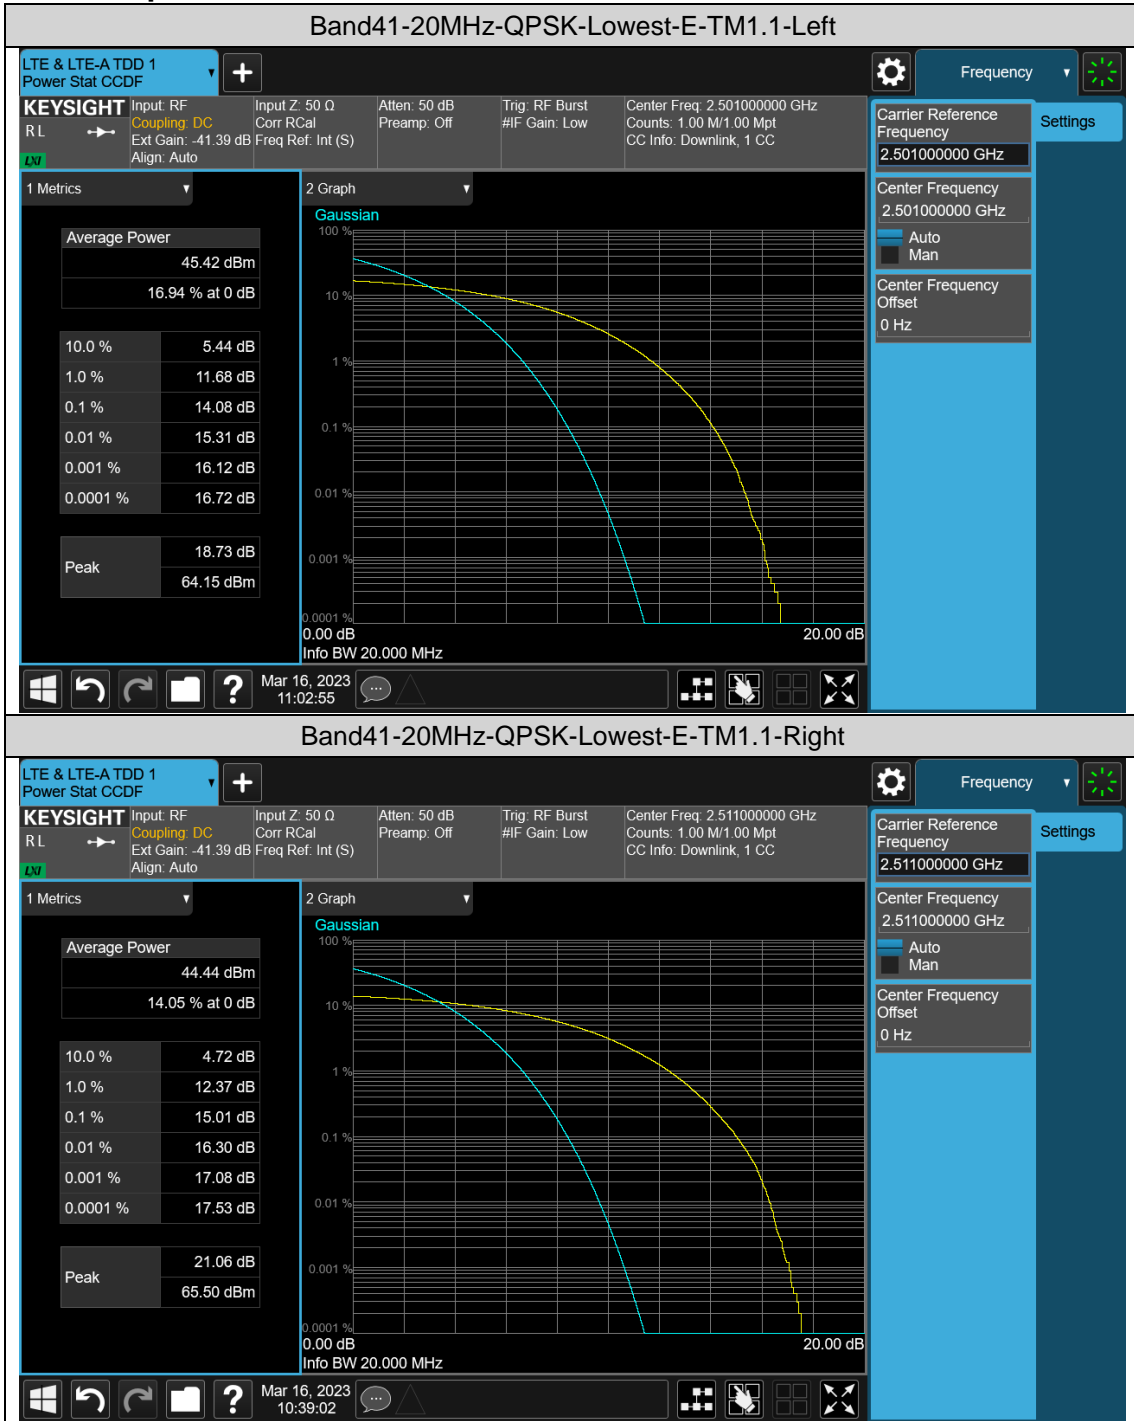 Band41-20MHz-QPSK-Lowest-E-TM1.1-Left
LTE & LTE-A TDD 1
Power Stat CCDF
Frequency
KEYSIGHT
R L
LXI
Input: RF
Coupling: DC
Ext Gain: -41.39 dB
Align: Auto
Input Z: 50 Ω
Corr RCal
Freq Ref: Int (S)
Atten: 50 dB
Preamp: Off
Trig: RF Burst
#IF Gain: Low
Center Freq: 2.501000000 GHz
Counts: 1.00 M/1.00 Mpt
CC Info: Downlink, 1 CC
Carrier Reference
Frequency
2.501000000 GHz
Settings
Center Frequency
2.501000000 GHz
Auto
Man
Center Frequency
Offset
0 Hz
1 Metrics
Average Power
45.42 dBm
16.94 % at 0 dB
10.0 % 5.44 dB
1.0 % 11.68 dB
0.1 % 14.08 dB
0.01 % 15.31 dB
0.001 % 16.12 dB
0.0001 % 16.72 dB
Peak
18.73 dB
64.15 dBm
2 Graph
Gaussian
100 %
10 %
1 %
0.1 %
0.01 %
0.001 %
0.0001 %
0.00 dB 20.00 dB
Info BW 20.000 MHz
?
Mar 16, 2023
11:02:55
Band41-20MHz-QPSK-Lowest-E-TM1.1-Right
LTE & LTE-A TDD 1
Power Stat CCDF
Frequency
KEYSIGHT
R L
LXI
Input: RF
Coupling: DC
Ext Gain: -41.39 dB
Align: Auto
Input Z: 50 Ω
Corr RCal
Freq Ref: Int (S)
Atten: 50 dB
Preamp: Off
Trig: RF Burst
#IF Gain: Low
Center Freq: 2.511000000 GHz
Counts: 1.00 M/1.00 Mpt
CC Info: Downlink, 1 CC
Carrier Reference
Frequency
2.511000000 GHz
Settings
Center Frequency
2.511000000 GHz
Auto
Man
Center Frequency
Offset
0 Hz
1 Metrics
Average Power
44.44 dBm
14.05 % at 0 dB
10.0 % 4.72 dB
1.0 % 12.37 dB
0.1 % 15.01 dB
0.01 % 16.30 dB
0.001 % 17.08 dB
0.0001 % 17.53 dB
Peak
21.06 dB
65.50 dBm
2 Graph
Gaussian
100 %
10 %
1 %
0.1 %
0.01 %
0.001 %
0.0001 %
0.00 dB 20.00 dB
Info BW 20.000 MHz
?
Mar 16, 2023
10:39:02